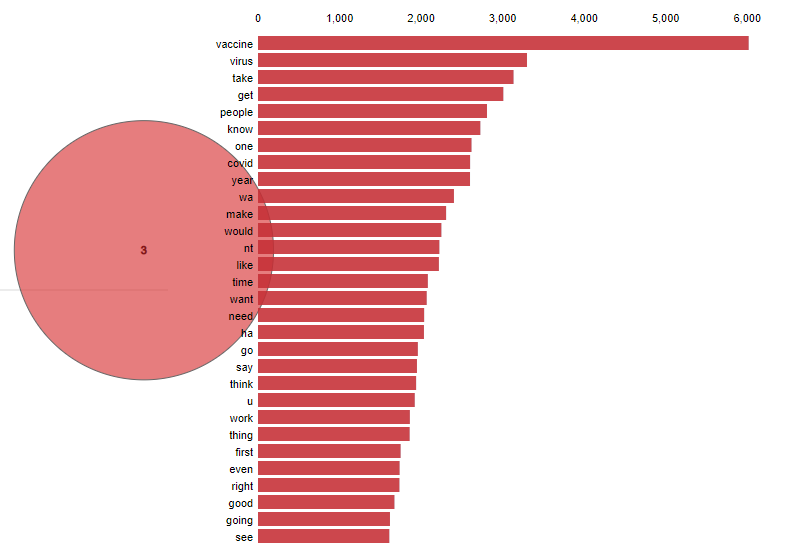 0 1,000 2,000 3,000 4,000 5,000 6,000
vaccine
virus
take
get
people
know
one
covid
year
wa
make
would
3
nt
like
time
want
need
ha
go
say
think
u
work
thing
first
even
right
good
going
see